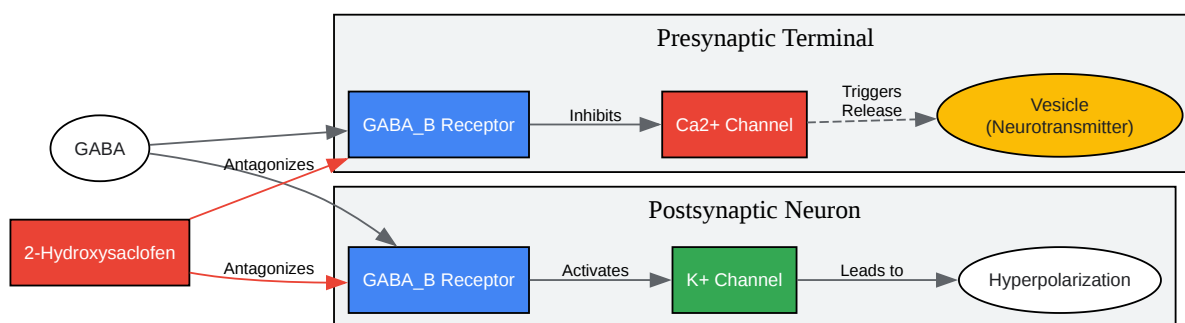 Presynaptic Terminal
GABA
GABA_B Receptor
Inhibits
Ca2+ Channel
Triggers
Release
Vesicle
(Neurotransmitter)
Antagonizes
2-Hydroxysaclofen
Antagonizes
Postsynaptic Neuron
GABA_B Receptor
Activates
K+ Channel
Leads to
Hyperpolarization